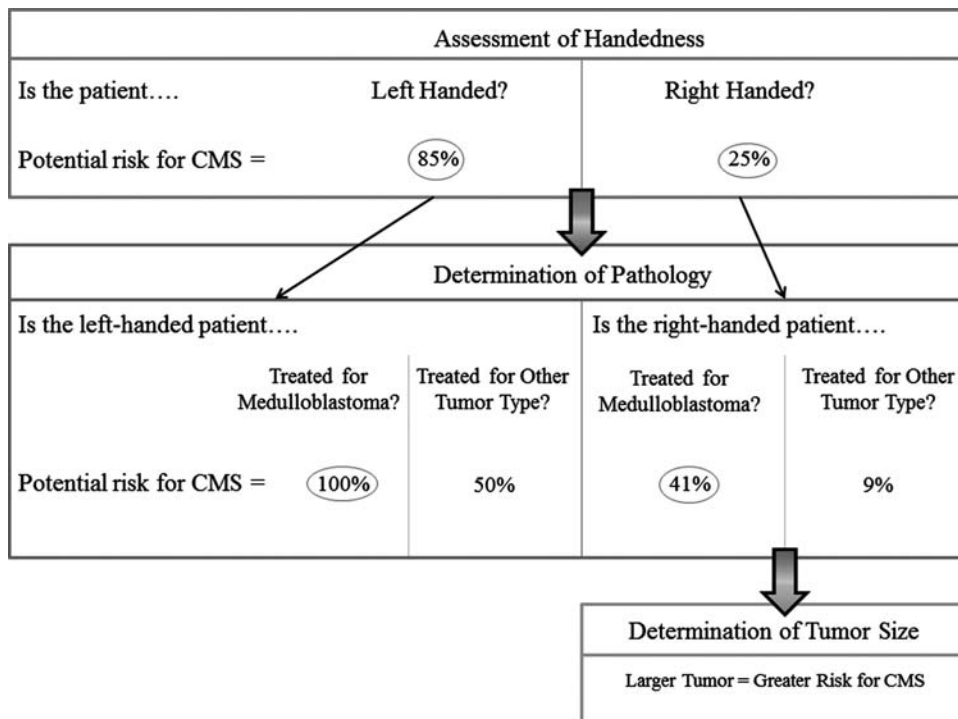 Assessment of Handedness
Is the patient…. Left Handed? Right Handed?
Potential risk for CMS = 85% 25%
Determination of Pathology
Is the left-handed patient…. Is the right-handed patient….
Treated for Treated for Other Treated for Treated for Other
Medulloblastoma? Tumor Type? Medulloblastoma? Tumor Type?
Potential risk for CMS = 100% 50% 41% 9%
Determination of Tumor Size
Larger Tumor = Greater Risk for CMS